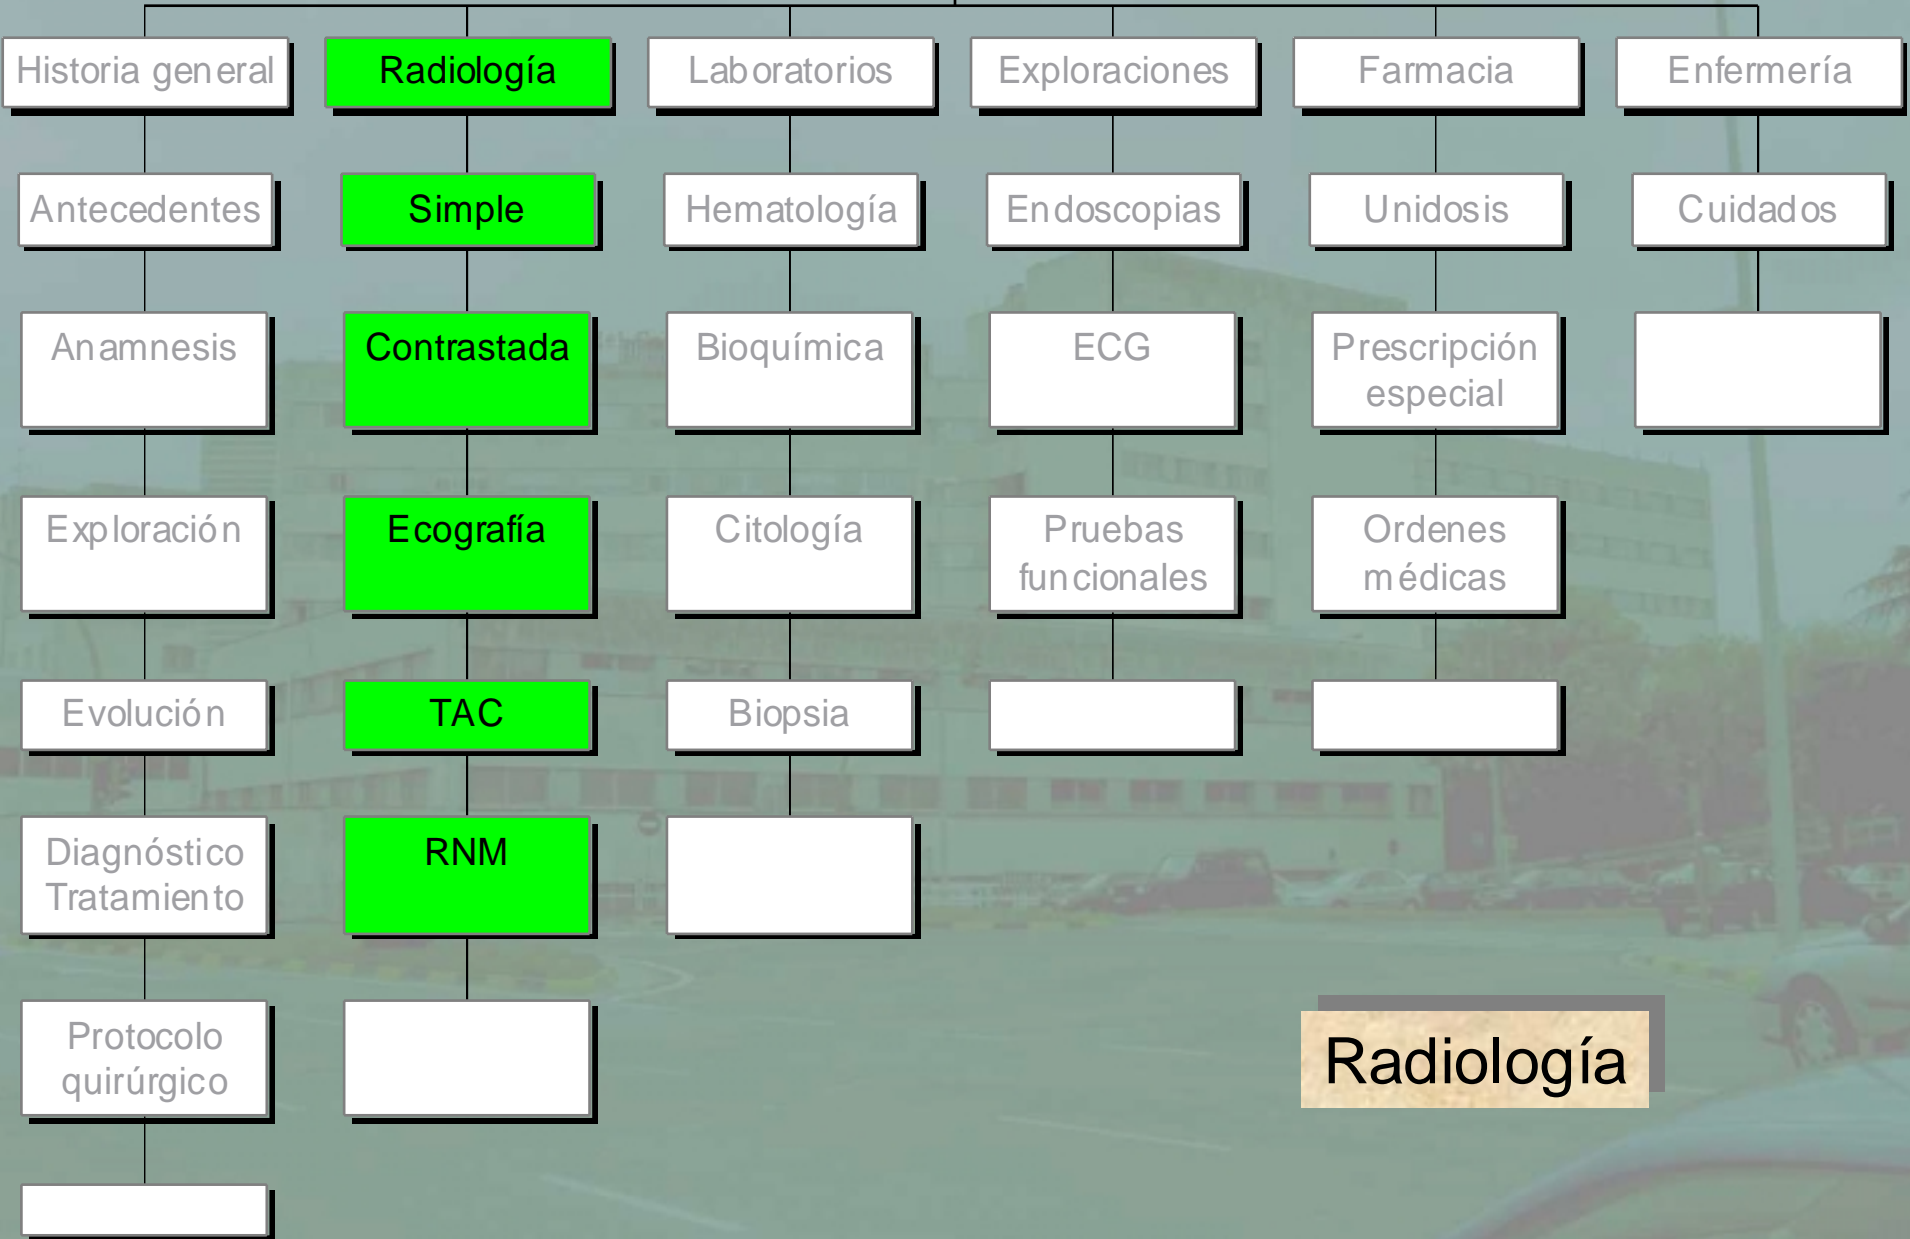 Historia general
Radiología
Laboratorios
Exploraciones
Farmacia
Enfermería
Antecedentes
Simple
Hematología
Endoscopias
Unidosis
Cuidados
Anamnesis
Contrastada
Bioquímica
ECG
Prescripción
especial
Exploración
Ecografía
Citología
Pruebas
funcionales
Ordenes
médicas
Evolución
TAC
Biopsia
Diagnóstico
Tratamiento
RNM
Protocolo
quirúrgico
Radiología